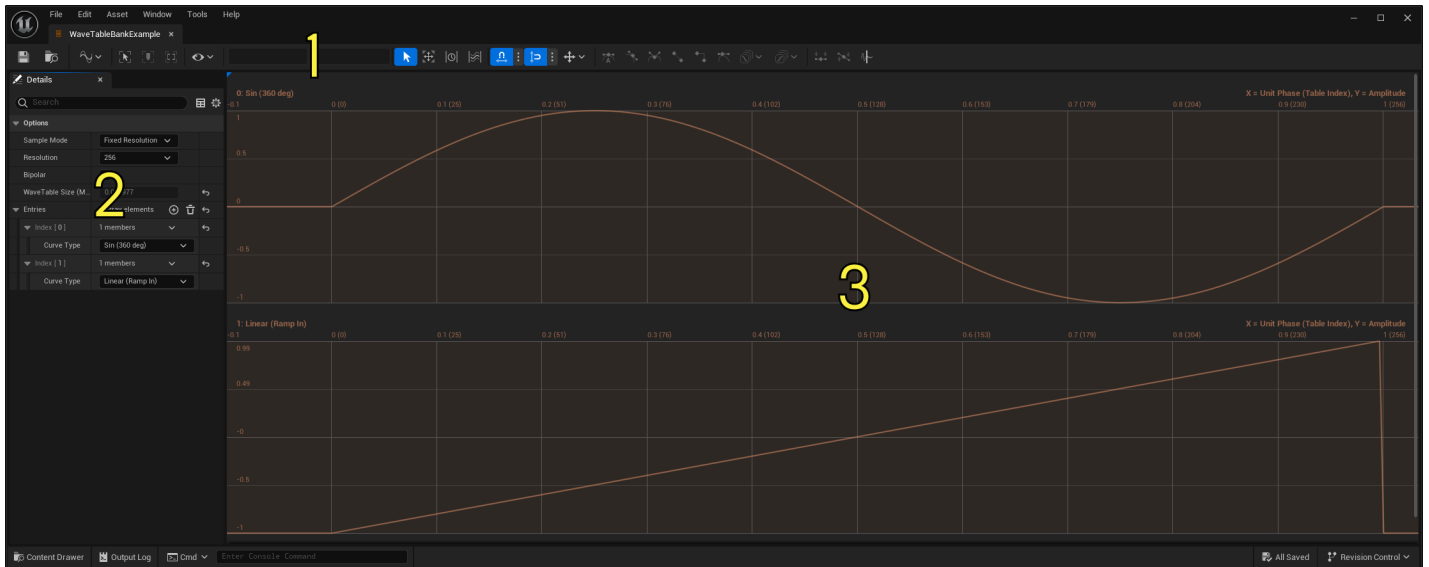 File Edit Asset Window Tools Help
WaveTableBankExample
1
Details
Search
Options
Sample Mode Fixed Resolution
Resolution 256
Bipolar
WaveTable Size (M...
2
Entries elements
Index [ 0 ] 1 members
Curve Type Sin (360 deg)
Index [ 1 ] 1 members
Curve Type Linear (Ramp In)
0: Sin (360 deg) X = Unit Phase (Table Index), Y = Amplitude
-0.1 0 (0) 0.1 (25) 0.2 (51) 0.3 (76) 0.4 (102) 0.5 (128) 0.6 (153) 0.7 (179) 0.8 (204) 0.9 (230) 1 (256)
1
0.5
0
-0.5
-1
3
1: Linear (Ramp In) X = Unit Phase (Table Index), Y = Amplitude
-0.1 0 (0) 0.1 (25) 0.2 (51) 0.3 (76) 0.4 (102) 0.5 (128) 0.6 (153) 0.7 (179) 0.8 (204) 0.9 (230) 1 (256)
0.99
0.49
-0
-0.5
-1
Content Drawer Output Log Cmd Enter Console Command All Saved Revision Control